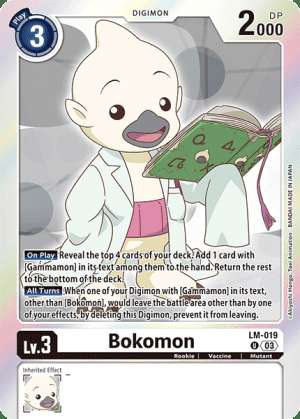 Play
3
DIGIMON
DP
2000
On Play Reveal the top 4 cards of your deck. Add 1 card with
[Gammamon] in its text among them to the hand. Return the rest
to the bottom of the deck.
All Turns When one of your Digimon with [Gammamon] in its text,
other than [Bokomon], would leave the battle area other than by one
of your effects, by deleting this Digimon, prevent it from leaving.
©Akiyoshi Hongo, Toei Animation BANDAI MADE IN JAPAN
Lv.3
Bokomon
LM-019
U 03
Rookie | Vaccine | Mutant
Inherited Effect